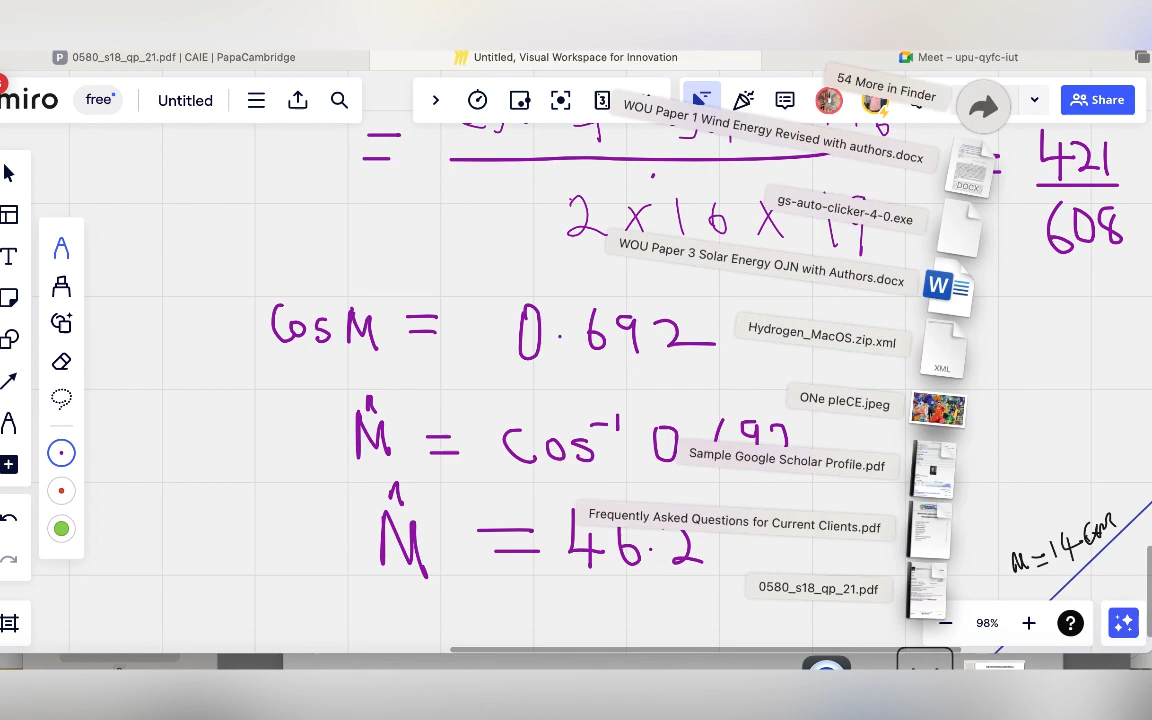 0580_s18_qp_21.pdf | CAIE | PapaCambridge
Untitled, Visual Workspace for Innovation
Meet – upu-qyfc-iut
miro
free
Untitled
Share
54 More in Finder
WOU Paper 1 Wind Energy Revised with authors.docx
DOCX
= 421
608
2 x 16 x 19
gs-auto-clicker-4-0.exe
WOU Paper 3 Solar Energy OJN with Authors.docx
W
Cos M = 0.692
Hydrogen_MacOS.zip.xml
XML
ONe pleCE.jpeg
M = cos⁻¹ 0
Sample Google Scholar Profile.pdf
Frequently Asked Questions for Current Clients.pdf
M = 46.2
0580_s18_qp_21.pdf
98%